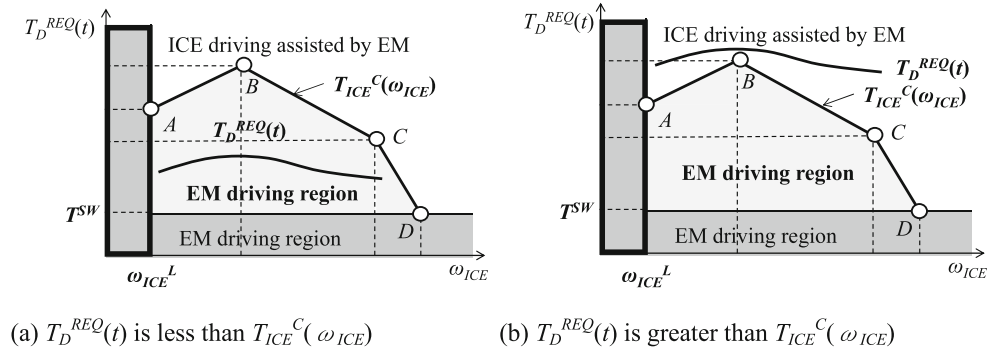 T_D^REQ(t)
ICE driving assisted by EM
B
T_ICE^C(ω_ICE)
A
T_D^REQ(t)
C
EM driving region
T^SW
D
EM driving region
ω_ICE^L
ω_ICE
(a) T_D^REQ(t) is less than T_ICE^C(ω_ICE)
T_D^REQ(t)
ICE driving assisted by EM
T_D^REQ(t)
B
T_ICE^C(ω_ICE)
A
C
EM driving region
T^SW
D
EM driving region
ω_ICE^L
ω_ICE
(b) T_D^REQ(t) is greater than T_ICE^C(ω_ICE)